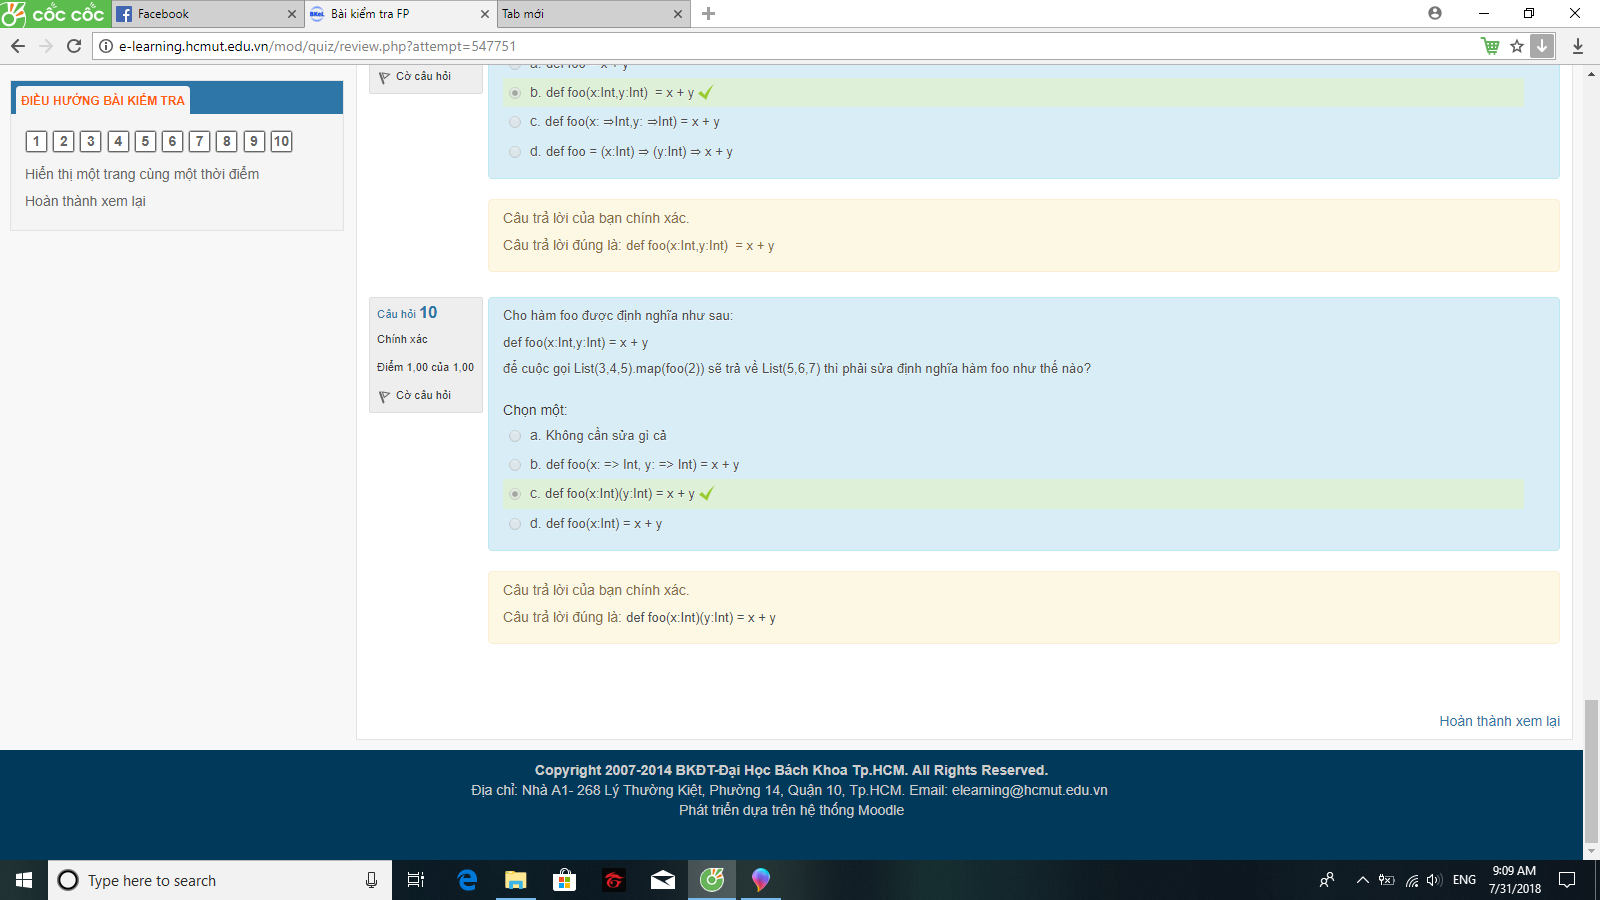 cốc cốc
Facebook
Bài kiểm tra FP
Tab mới
e-learning.hcmut.edu.vn/mod/quiz/review.php?attempt=547751
ĐIỀU HƯỚNG BÀI KIỂM TRA
1 2 3 4 5 6 7 8 9 10
Hiển thị một trang cùng một thời điểm
Hoàn thành xem lại
Cờ câu hỏi
a. def foo = x + y
b. def foo(x:Int,y:Int)  = x + y
c. def foo(x: ⇒Int,y: ⇒Int) = x + y
d. def foo = (x:Int) ⇒ (y:Int) ⇒ x + y
Câu trả lời của bạn chính xác.
Câu trả lời đúng là: def foo(x:Int,y:Int)  = x + y
Câu hỏi 10
Chính xác
Điểm 1,00 của 1,00
Cờ câu hỏi
Cho hàm foo được định nghĩa như sau:
def foo(x:Int,y:Int) = x + y
để cuộc gọi List(3,4,5).map(foo(2)) sẽ trả về List(5,6,7) thì phải sửa định nghĩa hàm foo như thế nào?
Chọn một:
a. Không cần sửa gì cả
b. def foo(x: => Int, y: => Int) = x + y
c. def foo(x:Int)(y:Int) = x + y
d. def foo(x:Int) = x + y
Câu trả lời của bạn chính xác.
Câu trả lời đúng là: def foo(x:Int)(y:Int) = x + y
Hoàn thành xem lại
Copyright 2007-2014 BKĐT-Đại Học Bách Khoa Tp.HCM. All Rights Reserved.
Địa chỉ: Nhà A1- 268 Lý Thường Kiệt, Phường 14, Quận 10, Tp.HCM. Email: elearning@hcmut.edu.vn
Phát triển dựa trên hệ thống Moodle
Type here to search
ENG
9:09 AM
7/31/2018